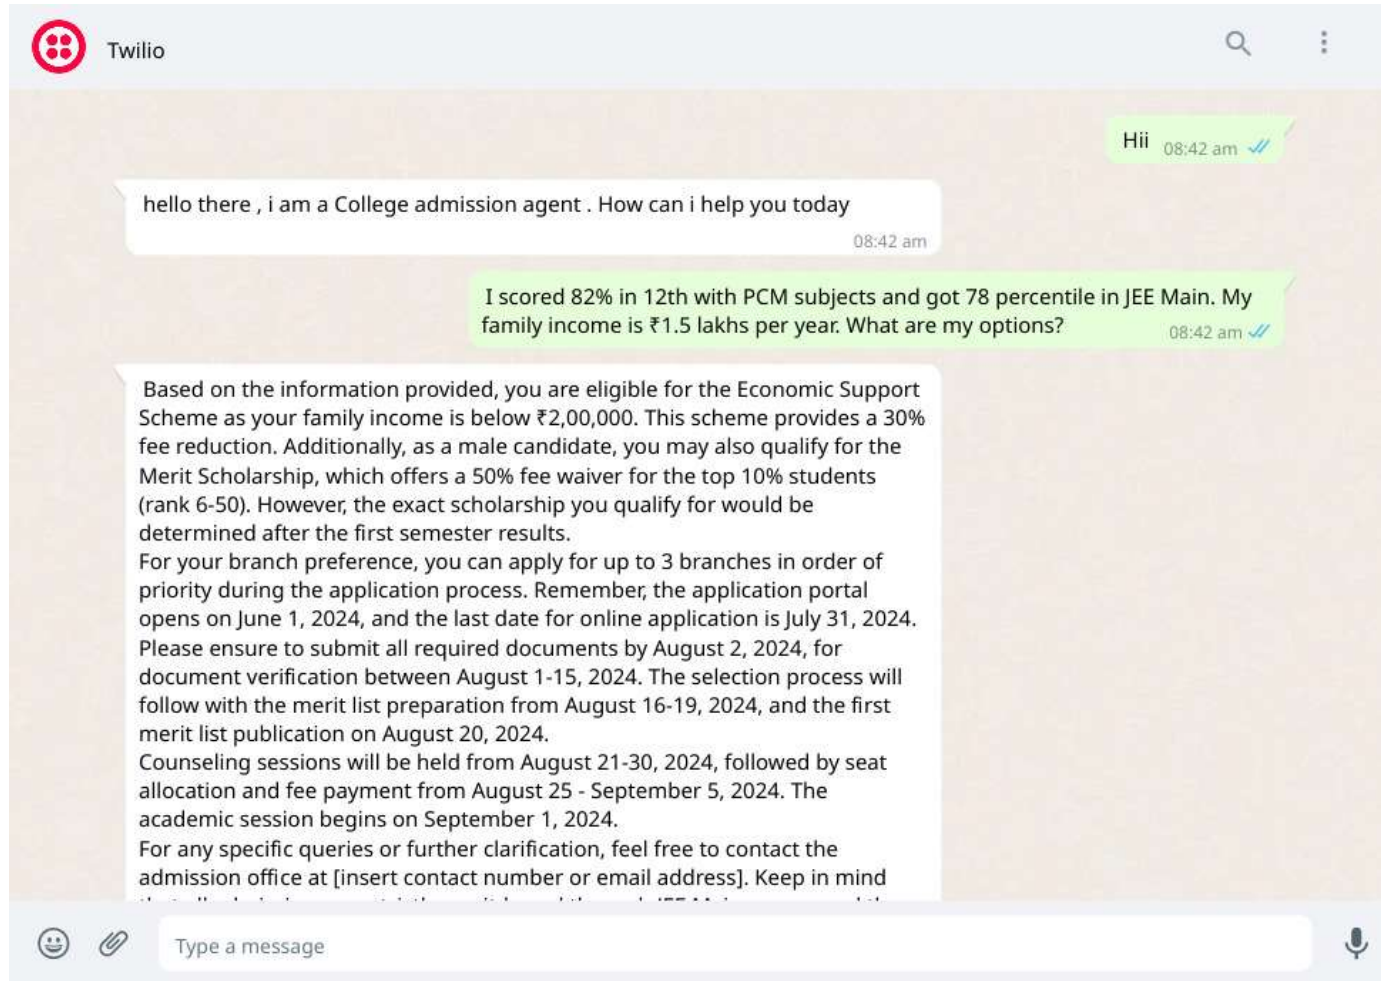 Twilio
Hii 08:42 am
hello there , i am a College admission agent . How can i help you today
08:42 am
I scored 82% in 12th with PCM subjects and got 78 percentile in JEE Main. My
family income is ₹1.5 lakhs per year. What are my options?
08:42 am
Based on the information provided, you are eligible for the Economic Support
Scheme as your family income is below ₹2,00,000. This scheme provides a 30%
fee reduction. Additionally, as a male candidate, you may also qualify for the
Merit Scholarship, which offers a 50% fee waiver for the top 10% students
(rank 6-50). However, the exact scholarship you qualify for would be
determined after the first semester results.
For your branch preference, you can apply for up to 3 branches in order of
priority during the application process. Remember, the application portal
opens on June 1, 2024, and the last date for online application is July 31, 2024.
Please ensure to submit all required documents by August 2, 2024, for
document verification between August 1-15, 2024. The selection process will
follow with the merit list preparation from August 16-19, 2024, and the first
merit list publication on August 20, 2024.
Counseling sessions will be held from August 21-30, 2024, followed by seat
allocation and fee payment from August 25 - September 5, 2024. The
academic session begins on September 1, 2024.
For any specific queries or further clarification, feel free to contact the
admission office at [insert contact number or email address]. Keep in mind
Type a message